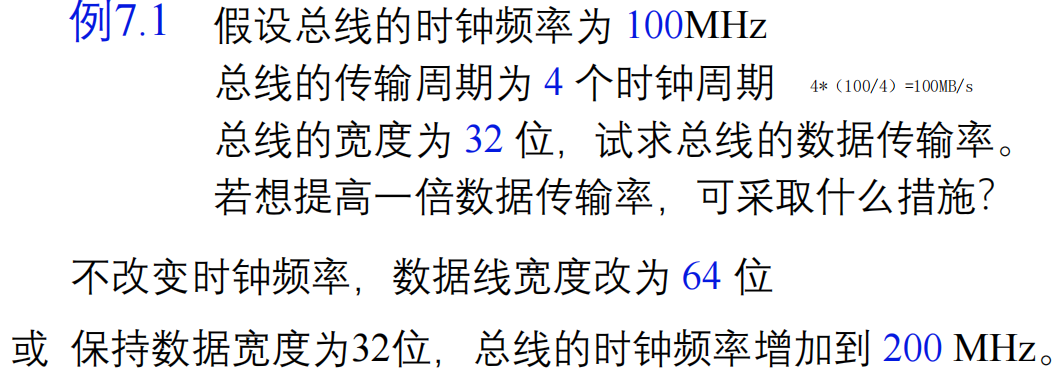 例7.1 假设总线的时钟频率为 100MHz
总线的传输周期为 4 个时钟周期 4*（100/4）=100MB/s
总线的宽度为 32 位，试求总线的数据传输率。
若想提高一倍数据传输率，可采取什么措施？
不改变时钟频率，数据线宽度改为 64 位
或 保持数据宽度为32位，总线的时钟频率增加到 200 MHz。